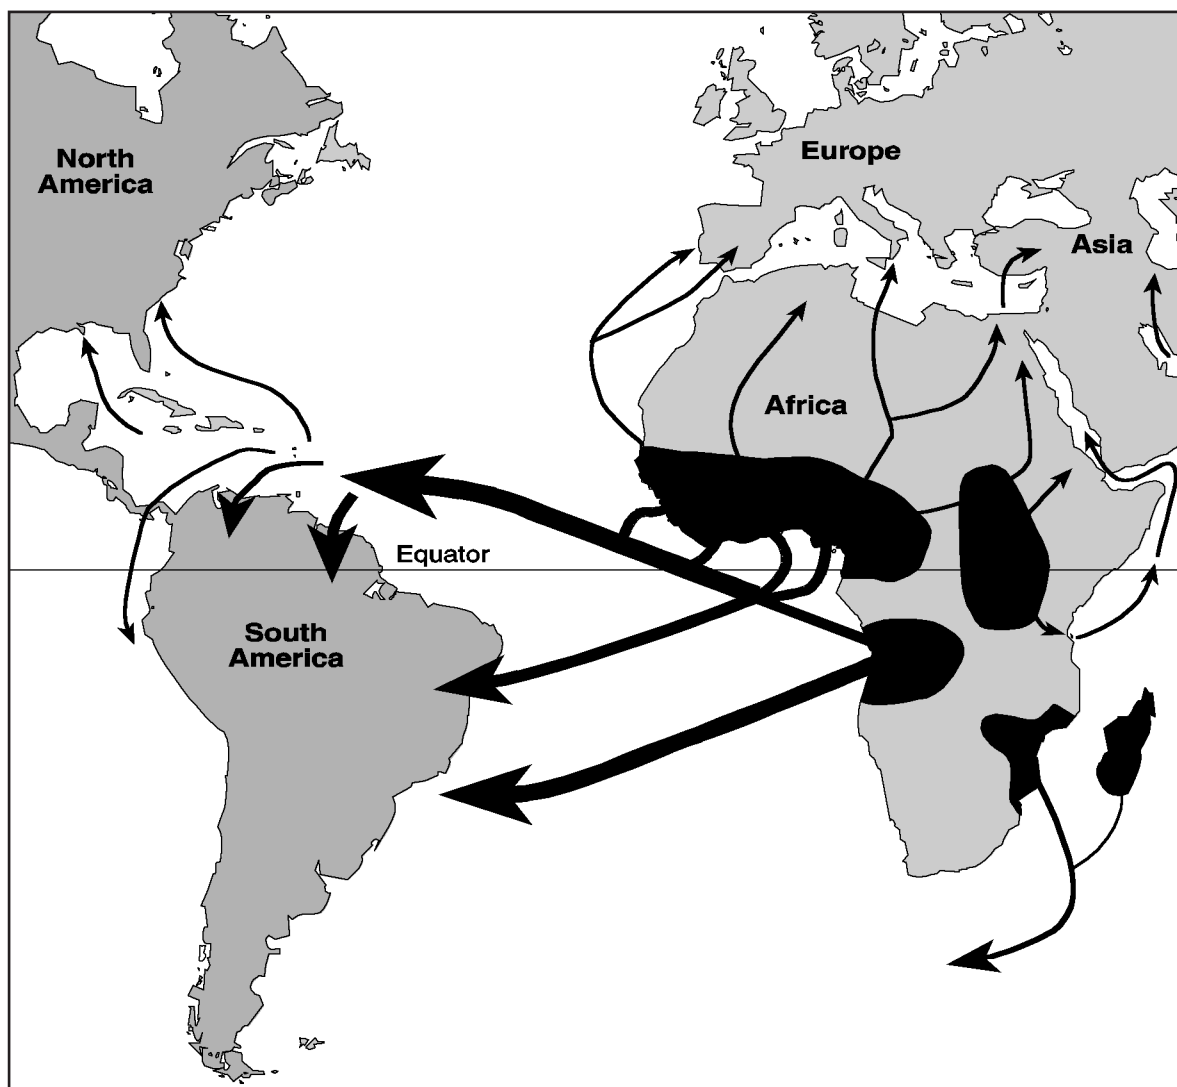 North
America
Europe
Asia
Africa
Equator
South
America